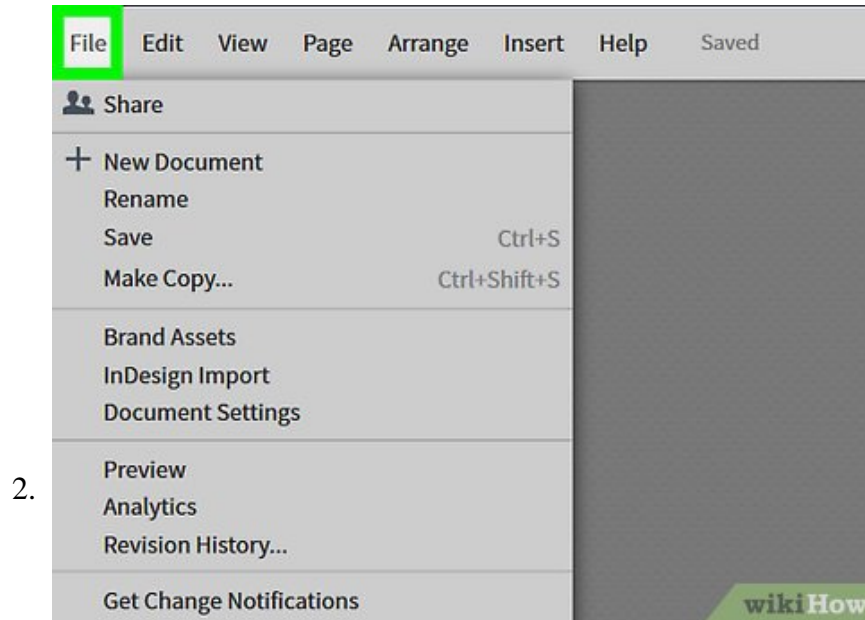 File Edit View Page Arrange Insert Help Saved
Share
New Document
Rename
Save Ctrl+S
Make Copy... Ctrl+Shift+S
Brand Assets
InDesign Import
Document Settings
Preview
2.
Analytics
Revision History...
Get Change Notifications
wikiHow